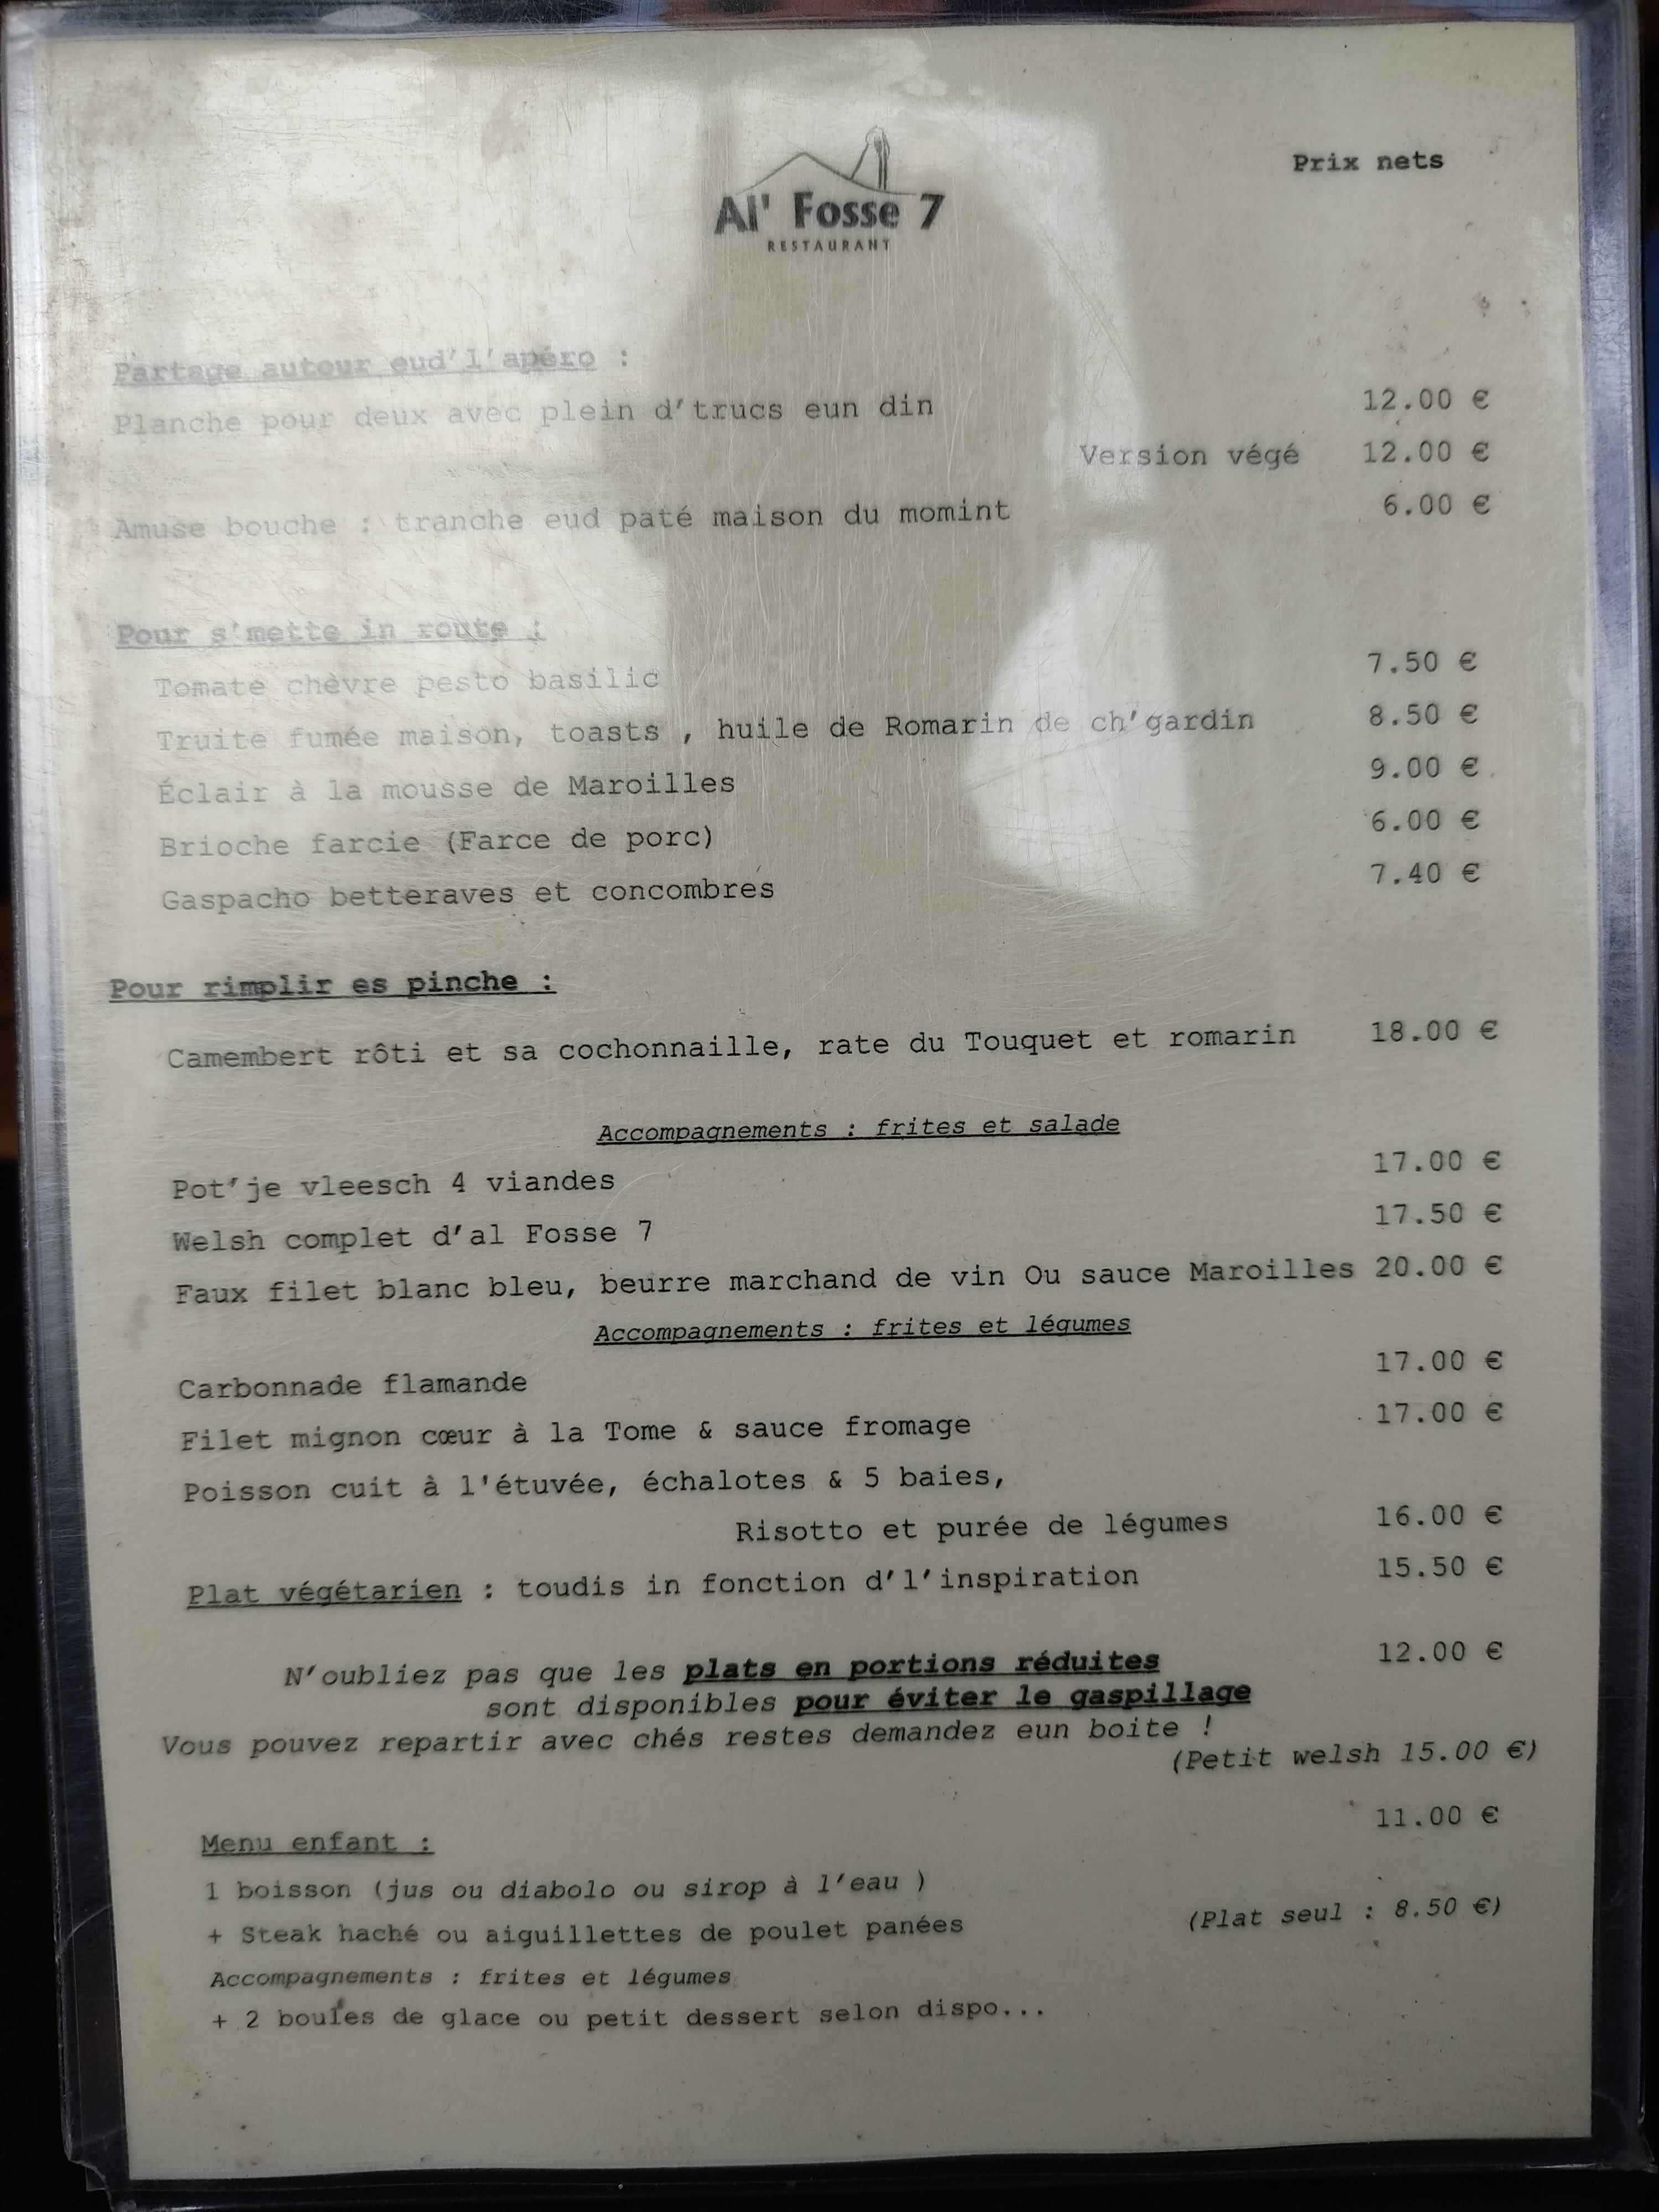 Prix nets
Al' Fosse 7
RESTAURANT
Partage autour eud'l'apéro :
Planche pour deux avec plein d'trucs eun din 12.00 €
Version végé 12.00 €
Amuse bouche : tranche eud paté maison du momint 6.00 €
Pour s'mette in route :
Tomate chèvre pesto basilic 7.50 €
Truite fumée maison, toasts , huile de Romarin de ch'gardin 8.50 €
Éclair à la mousse de Maroilles 9.00 €
Brioche farcie (Farce de porc) 6.00 €
Gaspacho betteraves et concombres 7.40 €
Pour rimplir es pinche :
Camembert rôti et sa cochonnaille, rate du Touquet et romarin 18.00 €
Accompagnements : frites et salade
Pot'je vleesch 4 viandes 17.00 €
Welsh complet d'al Fosse 7 17.50 €
Faux filet blanc bleu, beurre marchand de vin Ou sauce Maroilles 20.00 €
Accompagnements : frites et légumes
Carbonnade flamande 17.00 €
Filet mignon cœur à la Tome & sauce fromage 17.00 €
Poisson cuit à l'étuvée, échalotes & 5 baies,
Risotto et purée de légumes 16.00 €
Plat végétarien : toudis in fonction d'l'inspiration 15.50 €
N'oubliez pas que les plats en portions réduites 12.00 €
sont disponibles pour éviter le gaspillage
Vous pouvez repartir avec chés restes demandez eun boite !
(Petit welsh 15.00 €)
Menu enfant : 11.00 €
1 boisson (jus ou diabolo ou sirop à l'eau )
+ Steak haché ou aiguillettes de poulet panées (Plat seul : 8.50 €)
Accompagnements : frites et légumes
+ 2 boules de glace ou petit dessert selon dispo...